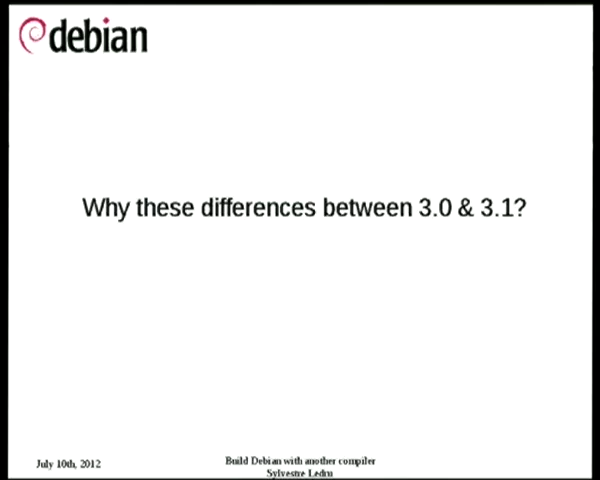 debian
Why these differences between 3.0 & 3.1?
July 10th, 2012
Build Debian with another compiler
Sylvestre Ledru